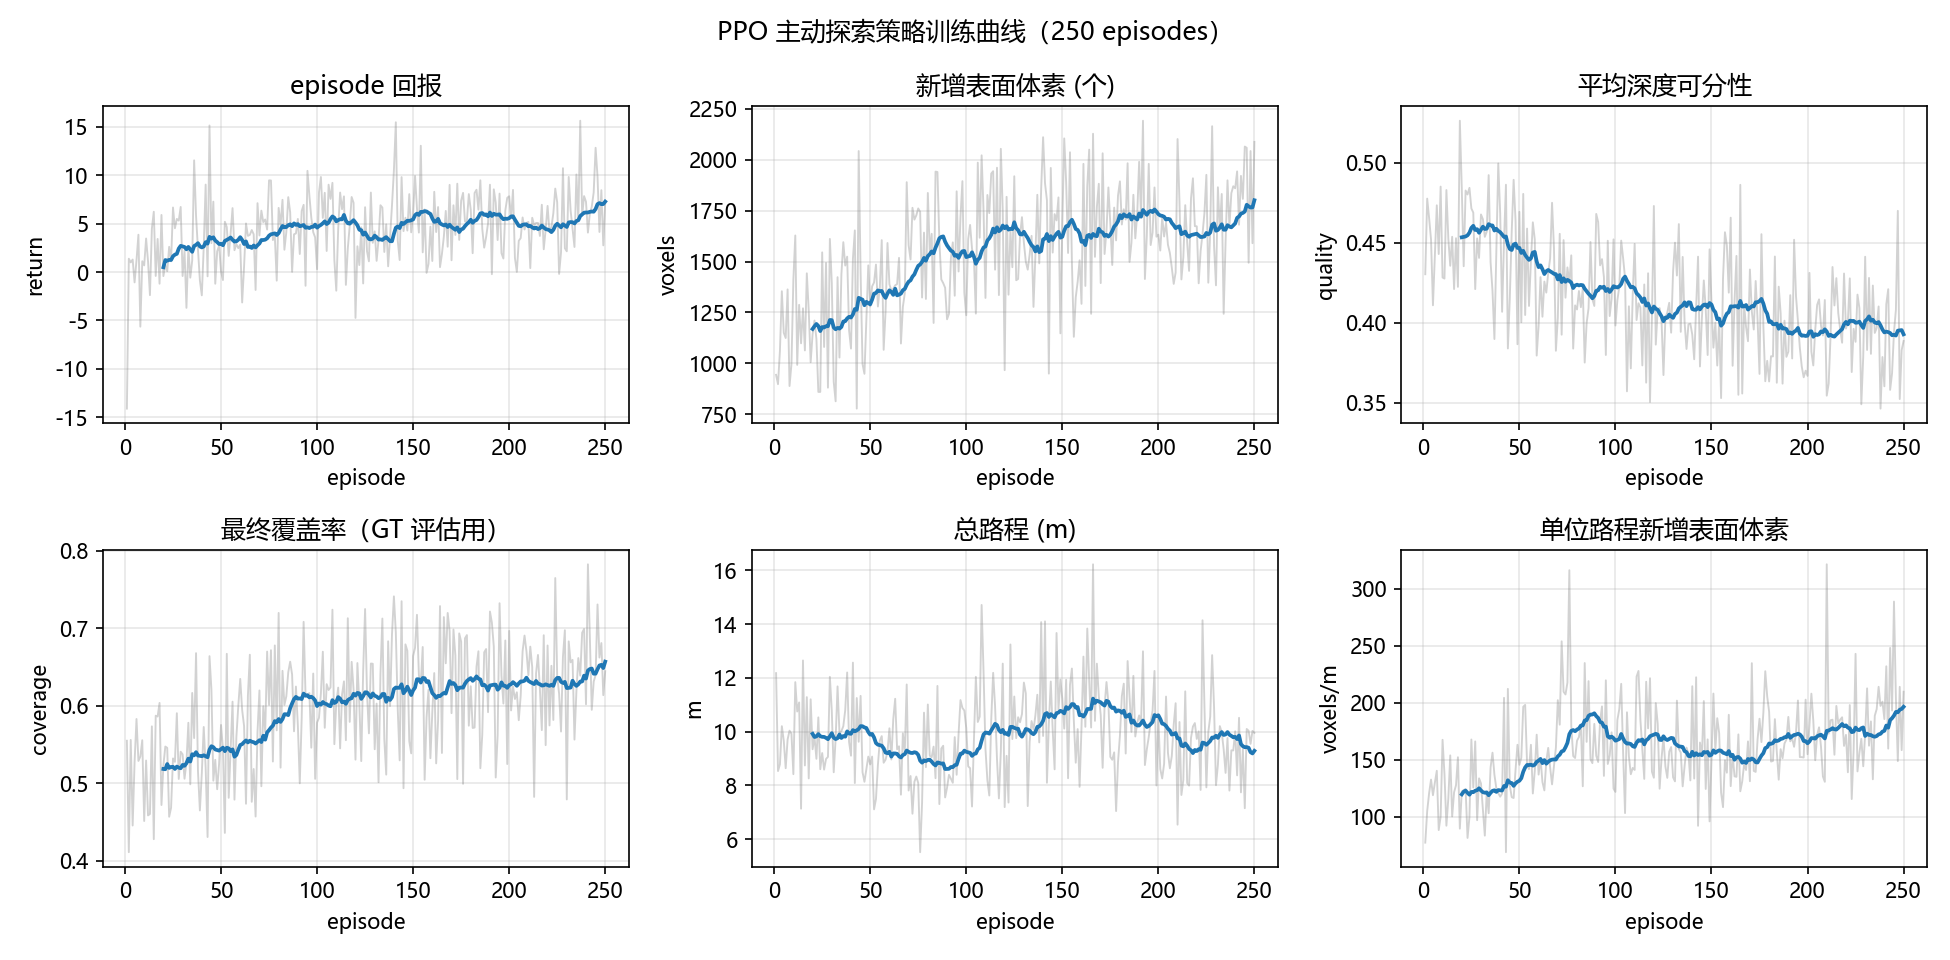 PPO 主动探索策略训练曲线（250 episodes）
episode 回报
return
15
10
5
0
-5
-10
-15
0 50 100 150 200 250
episode
新增表面体素 (个)
voxels
2250
2000
1750
1500
1250
1000
750
0 50 100 150 200 250
episode
平均深度可分性
quality
0.50
0.45
0.40
0.35
0 50 100 150 200 250
episode
最终覆盖率（GT 评估用）
coverage
0.8
0.7
0.6
0.5
0.4
0 50 100 150 200 250
episode
总路程 (m)
m
16
14
12
10
8
6
0 50 100 150 200 250
episode
单位路程新增表面体素
voxels/m
300
250
200
150
100
0 50 100 150 200 250
episode